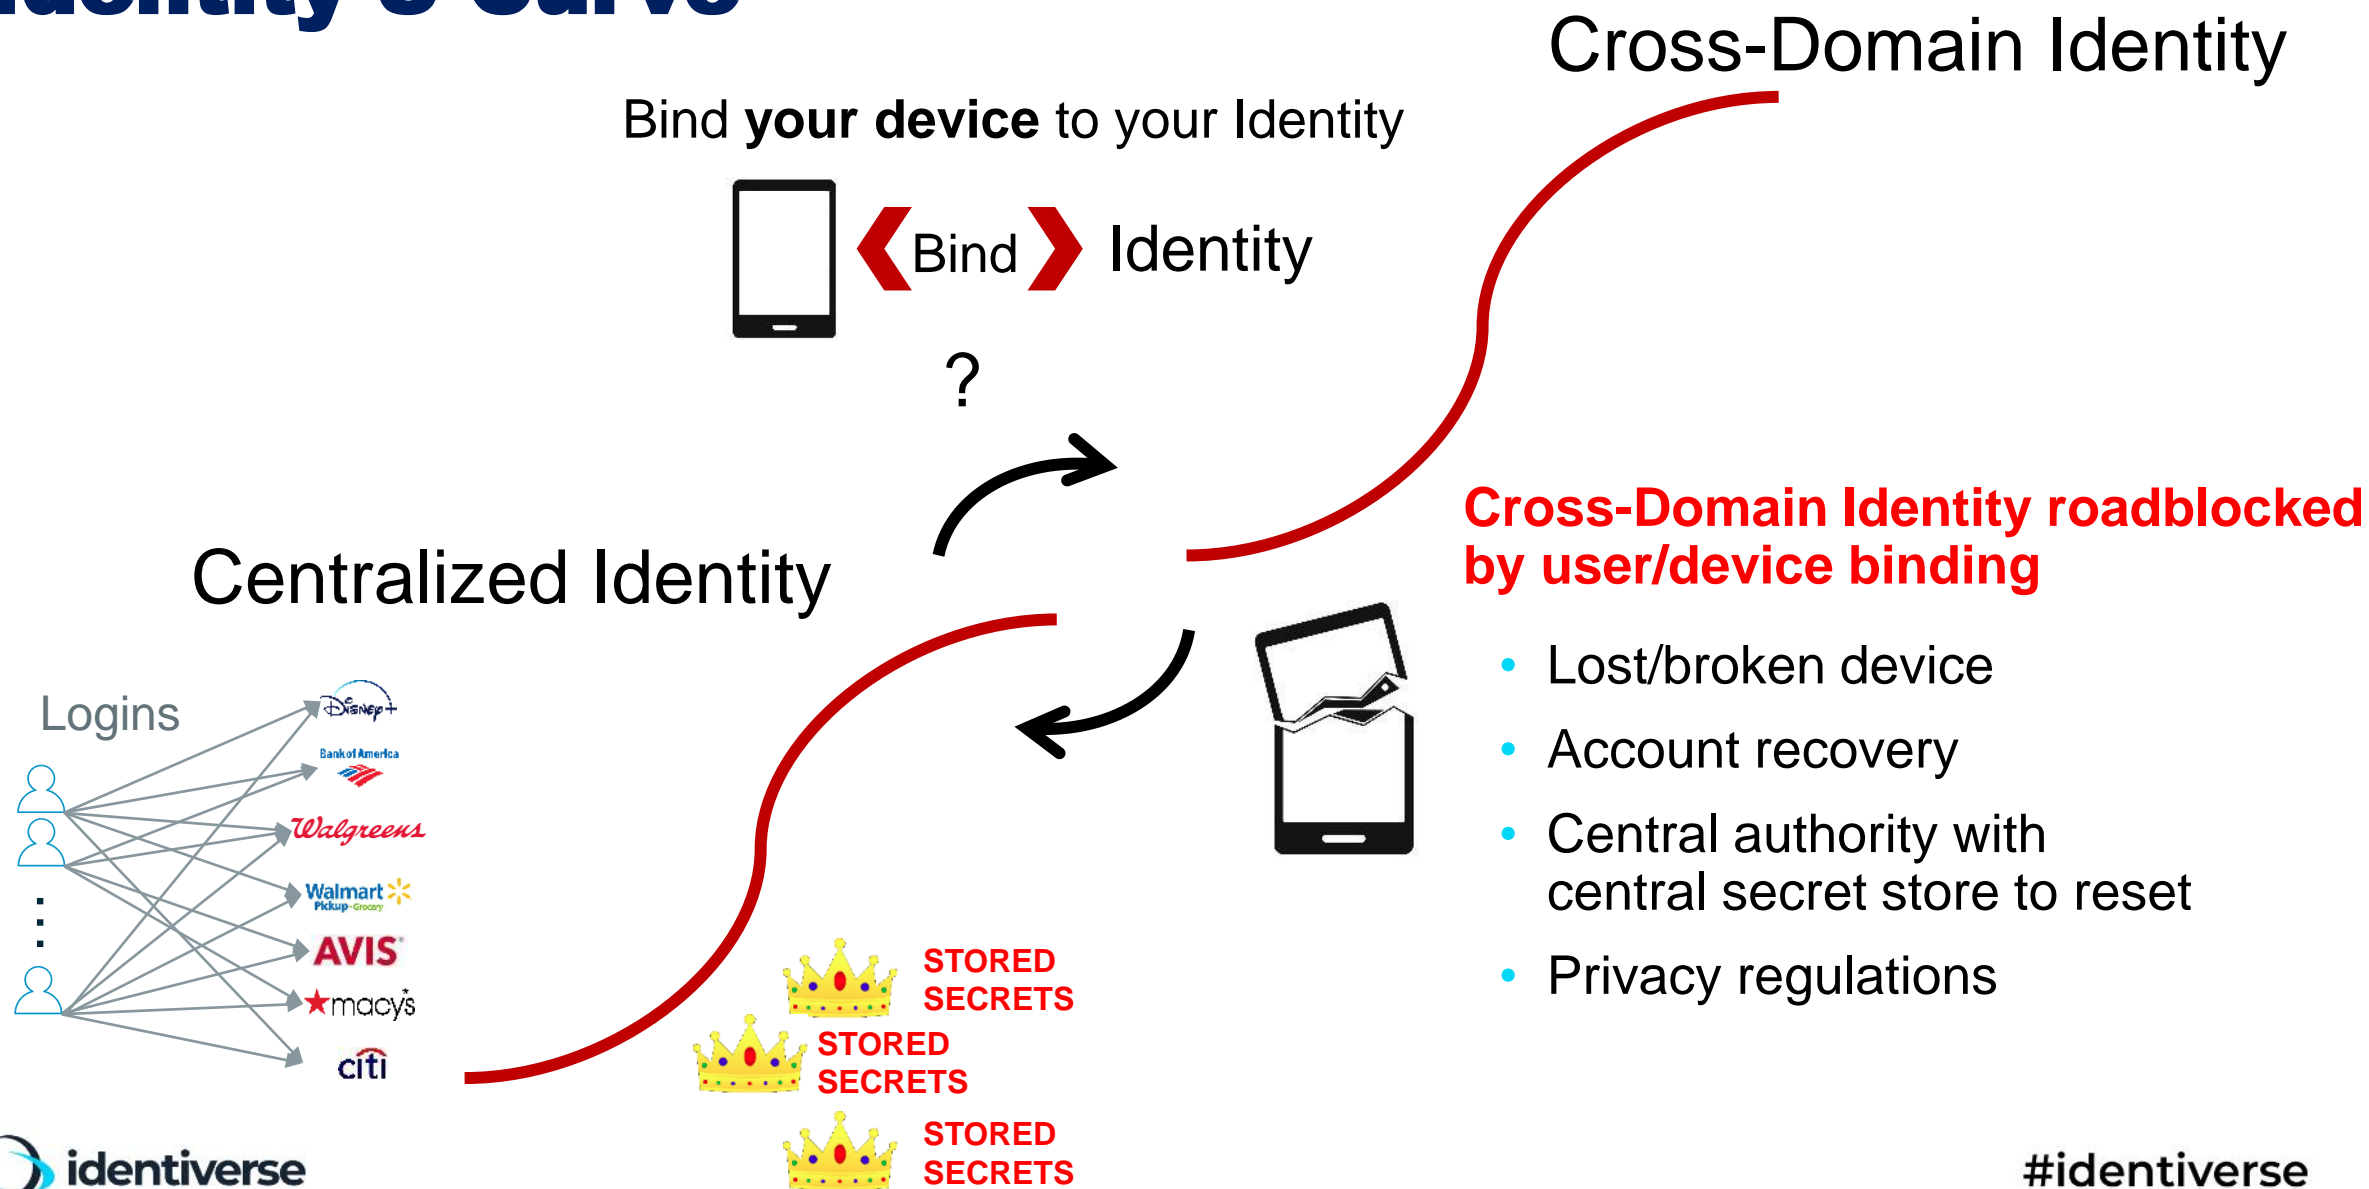 Identity S Curve
Cross-Domain Identity
Bind your device to your Identity
Bind
Identity
?
Centralized Identity
Cross-Domain Identity roadblocked
by user/device binding
Lost/broken device
Account recovery
Central authority with
central secret store to reset
Privacy regulations
Logins
Disney+
Bank of America
Walgreens
Walmart
Pickup·Grocery
AVIS
macy's
citi
STORED
SECRETS
STORED
SECRETS
STORED
SECRETS
identiverse
#identiverse